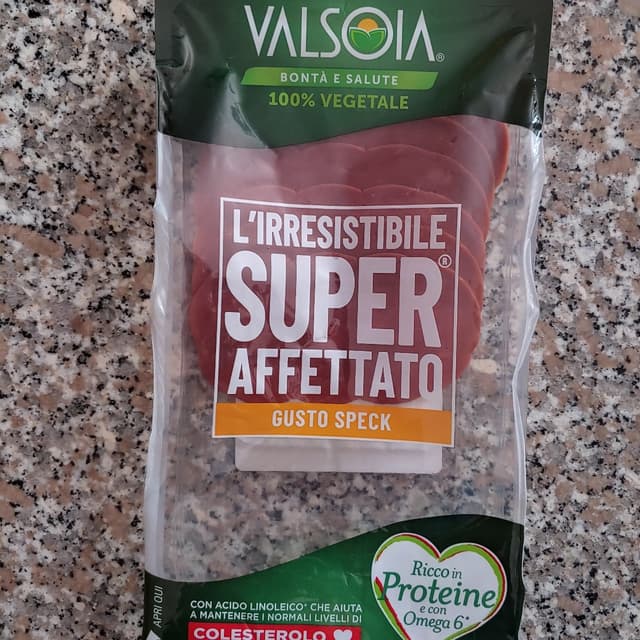 VALSOIA®
BONTÀ E SALUTE
100% VEGETALE
L'IRRESISTIBILE
SUPER®
AFFETTATO
GUSTO SPECK
APRI QUI
CON ACIDO LINOLEICO* CHE AIUTA
A MANTENERE I NORMALI LIVELLI DI
COLESTEROLO
Ricco in
Proteine
e con
Omega 6*